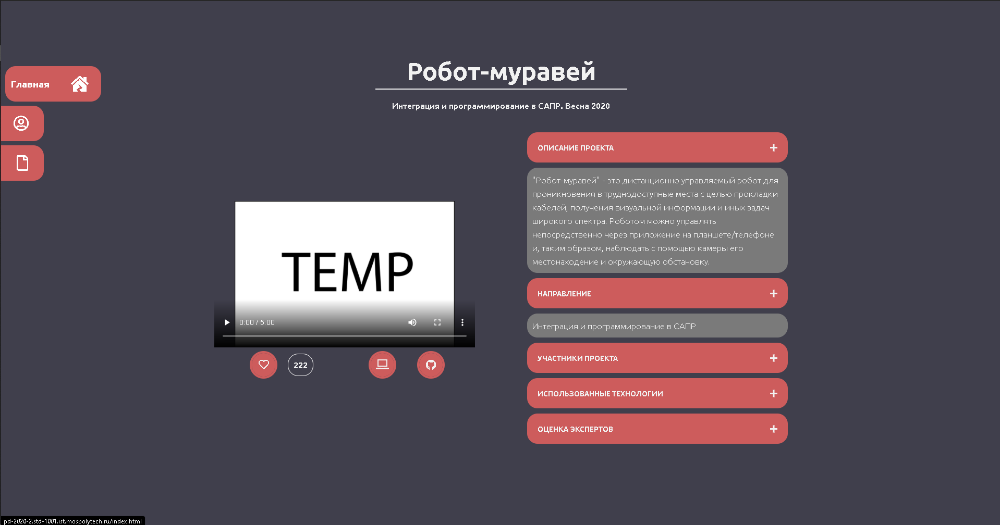 Робот-муравей
Интеграция и программирование в САПР. Весна 2020
Главная
TEMP
0:00 / 5:00
222
ОПИСАНИЕ ПРОЕКТА
"Робот-муравей" - это дистанционно управляемый робот для
проникновения в труднодоступные места с целью прокладки
кабелей, получения визуальной информации и иных задач
широкого спектра. Роботом можно управлять
непосредственно через приложение на планшете/телефоне
и, таким образом, наблюдать с помощью камеры его
местонаходение и окружающую обстановку.
НАПРАВЛЕНИЕ
Интеграция и программирование в САПР
УЧАСТНИКИ ПРОЕКТА
ИСПОЛЬЗОВАННЫЕ ТЕХНОЛОГИИ
ОЦЕНКА ЭКСПЕРТОВ
pd-2020-2.std-1001.ist.mospolytech.ru/index.html